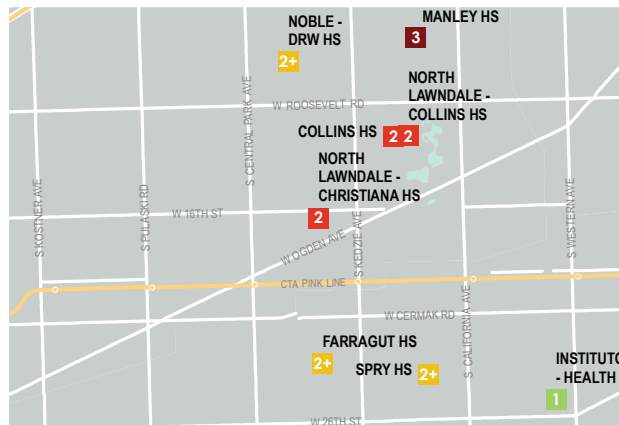 NOBLE -
DRW HS
2+
MANLEY HS
3
W ROOSEVELT RD
NORTH
LAWNDALE -
COLLINS HS
COLLINS HS
2 2
NORTH
LAWNDALE -
CHRISTIANA HS
2
S KOSTNER AVE
S PULASKI RD
S CENTRAL PARK AVE
W 16TH ST
W OGDEN AVE
S KEDZIE AVE
S CALIFORNIA AVE
S WESTERN AVE
CTA PINK LINE
W CERMAK RD
FARRAGUT HS
2+
SPRY HS
2+
INSTITUTO
- HEALTH
1
W 26TH ST